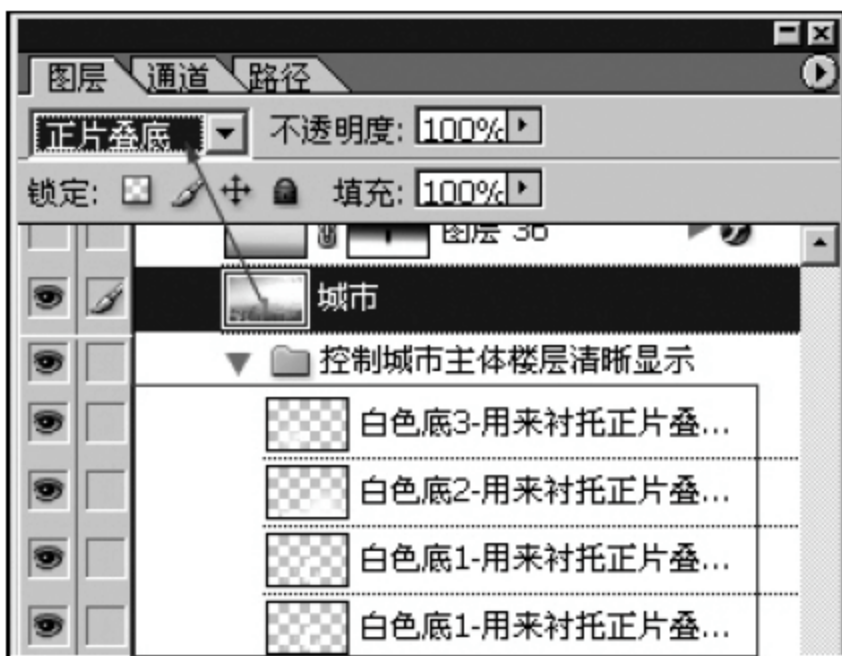 图层 通道 路径
正片叠底 不透明度: 100%
锁定: 填充: 100%
图层 36
城市
控制城市主体楼层清晰显示
白色底3-用来衬托正片叠...
白色底2-用来衬托正片叠...
白色底1-用来衬托正片叠...
白色底1-用来衬托正片叠...